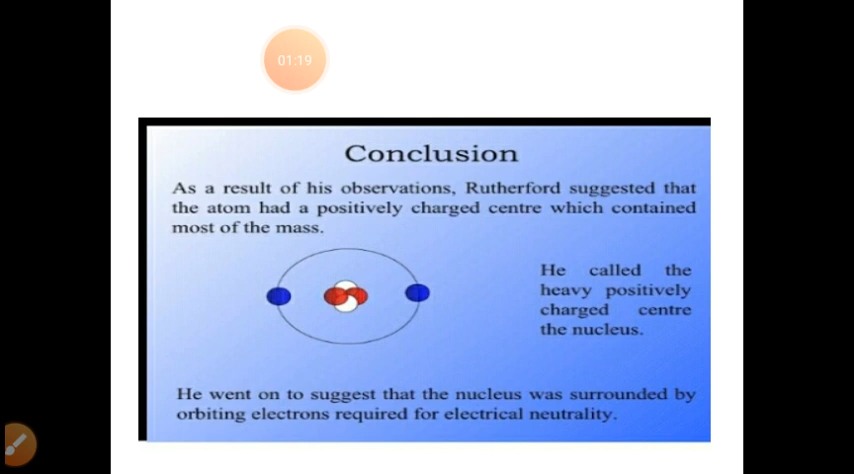 01:19
Conclusion
As a result of his observations, Rutherford suggested that
the atom had a positively charged centre which contained
most of the mass.
He called the
heavy positively
charged centre
the nucleus.
He went on to suggest that the nucleus was surrounded by
orbiting electrons required for electrical neutrality.